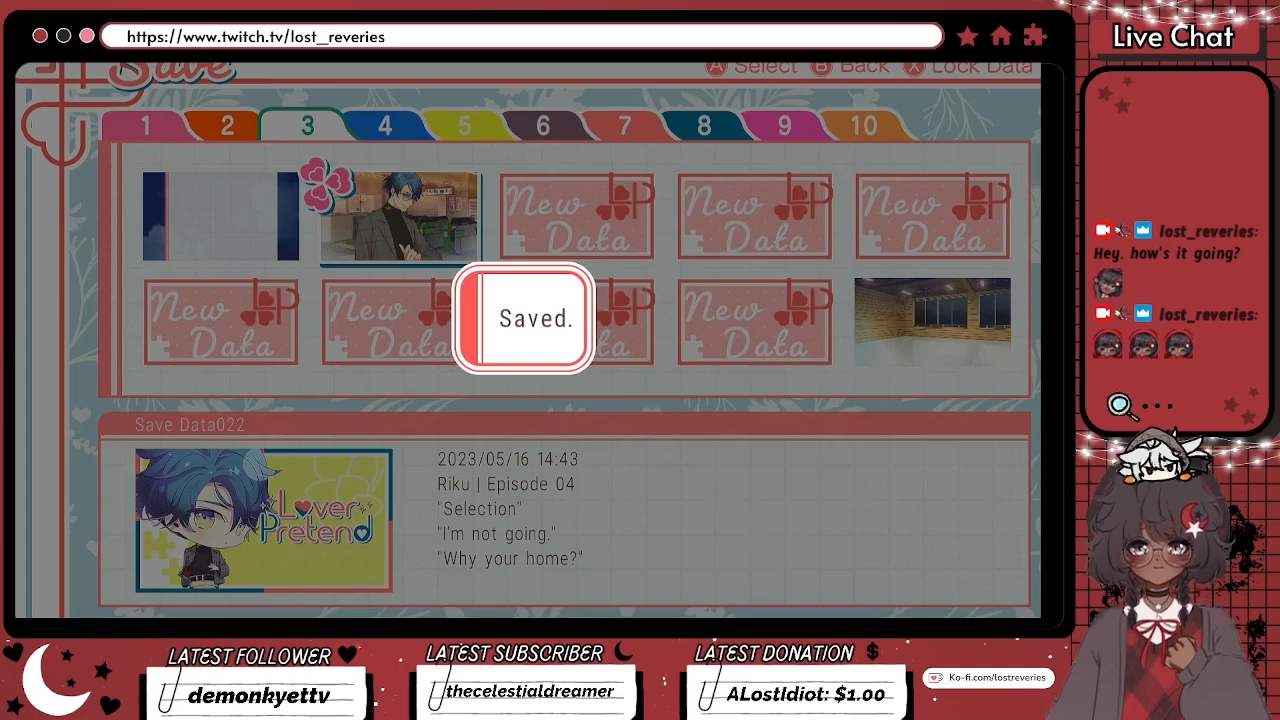 https://www.twitch.tv/lost_reveries
Live Chat
Save
A Select B Back X Lock Data
1 2 3 4 5 6 7 8 9 10
New Data
New Data
New Data
New Data
New Data
New Data
Saved.
Save Data022
Lover Pretend
2023/05/16 14:43
Riku | Episode 04
"Selection"
"I'm not going."
"Why your home?"
lost_reveries:
Hey, how's it going?
lost_reveries:
LATEST FOLLOWER
demonkyettv
LATEST SUBSCRIBER
thecelestialdreamer
LATEST DONATION $
ALostIdiot: $1.00
Ko-fi.com/lostreveries